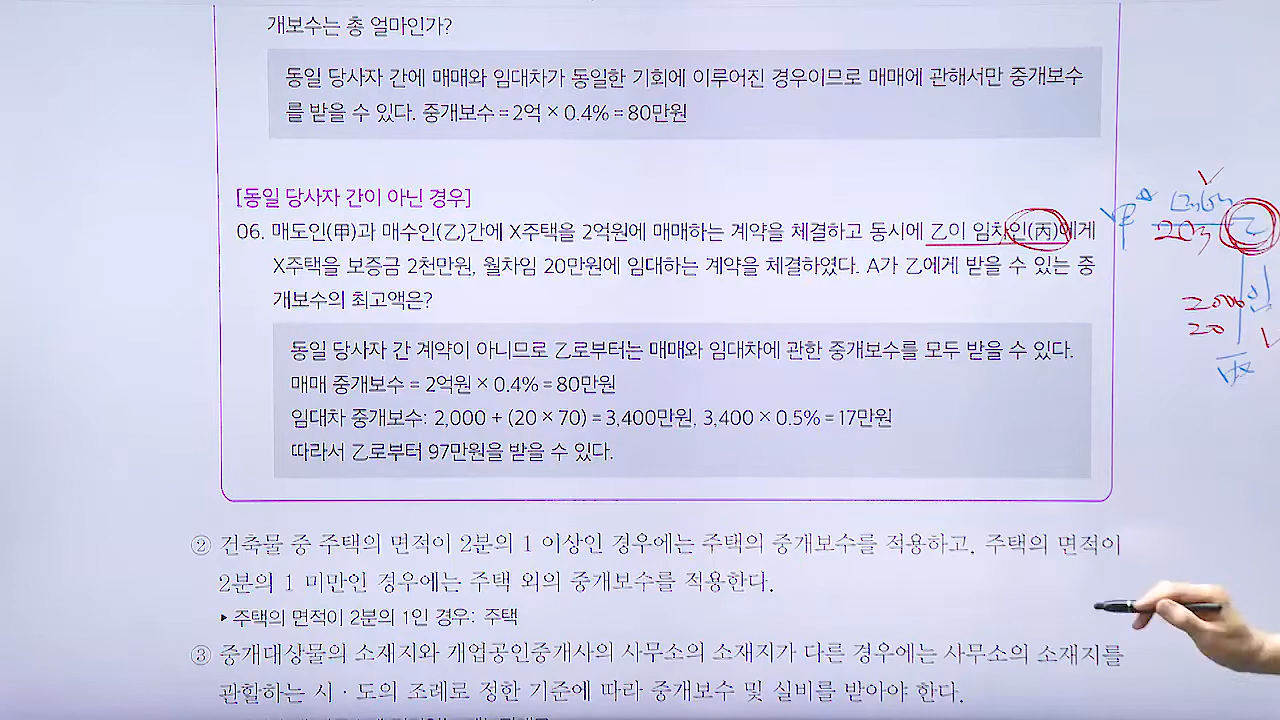 개보수는 총 얼마인가?
동일 당사자 간에 매매와 임대차가 동일한 기회에 이루어진 경우이므로 매매에 관해서만 중개보수
를 받을 수 있다. 중개보수 = 2억 × 0.4% = 80만원
[동일 당사자 간이 아닌 경우]
06. 매도인(甲)과 매수인(乙)간에 X주택을 2억원에 매매하는 계약을 체결하고 동시에 乙이 임차인(丙)에게
X주택을 보증금 2천만원, 월차임 20만원에 임대하는 계약을 체결하였다. A가 乙에게 받을 수 있는 중
개보수의 최고액은?
동일 당사자 간 계약이 아니므로 乙로부터는 매매와 임대차에 관한 중개보수를 모두 받을 수 있다.
매매 중개보수 = 2억원 × 0.4% = 80만원
임대차 중개보수: 2,000 + (20 × 70) = 3,400만원, 3,400 × 0.5% = 17만원
따라서 乙로부터 97만원을 받을 수 있다.
甲
乙
2000 임
20
丙
② 건축물 중 주택의 면적이 2분의 1 이상인 경우에는 주택의 중개보수를 적용하고, 주택의 면적이
2분의 1 미만인 경우에는 주택 외의 중개보수를 적용한다.
▸주택의 면적이 2분의 1인 경우: 주택
③ 중개대상물의 소재지와 개업공인중개사의 사무소의 소재지가 다른 경우에는 사무소의 소재지를
관할하는 시·도의 조례로 정한 기준에 따라 중개보수 및 실비를 받아야 한다.